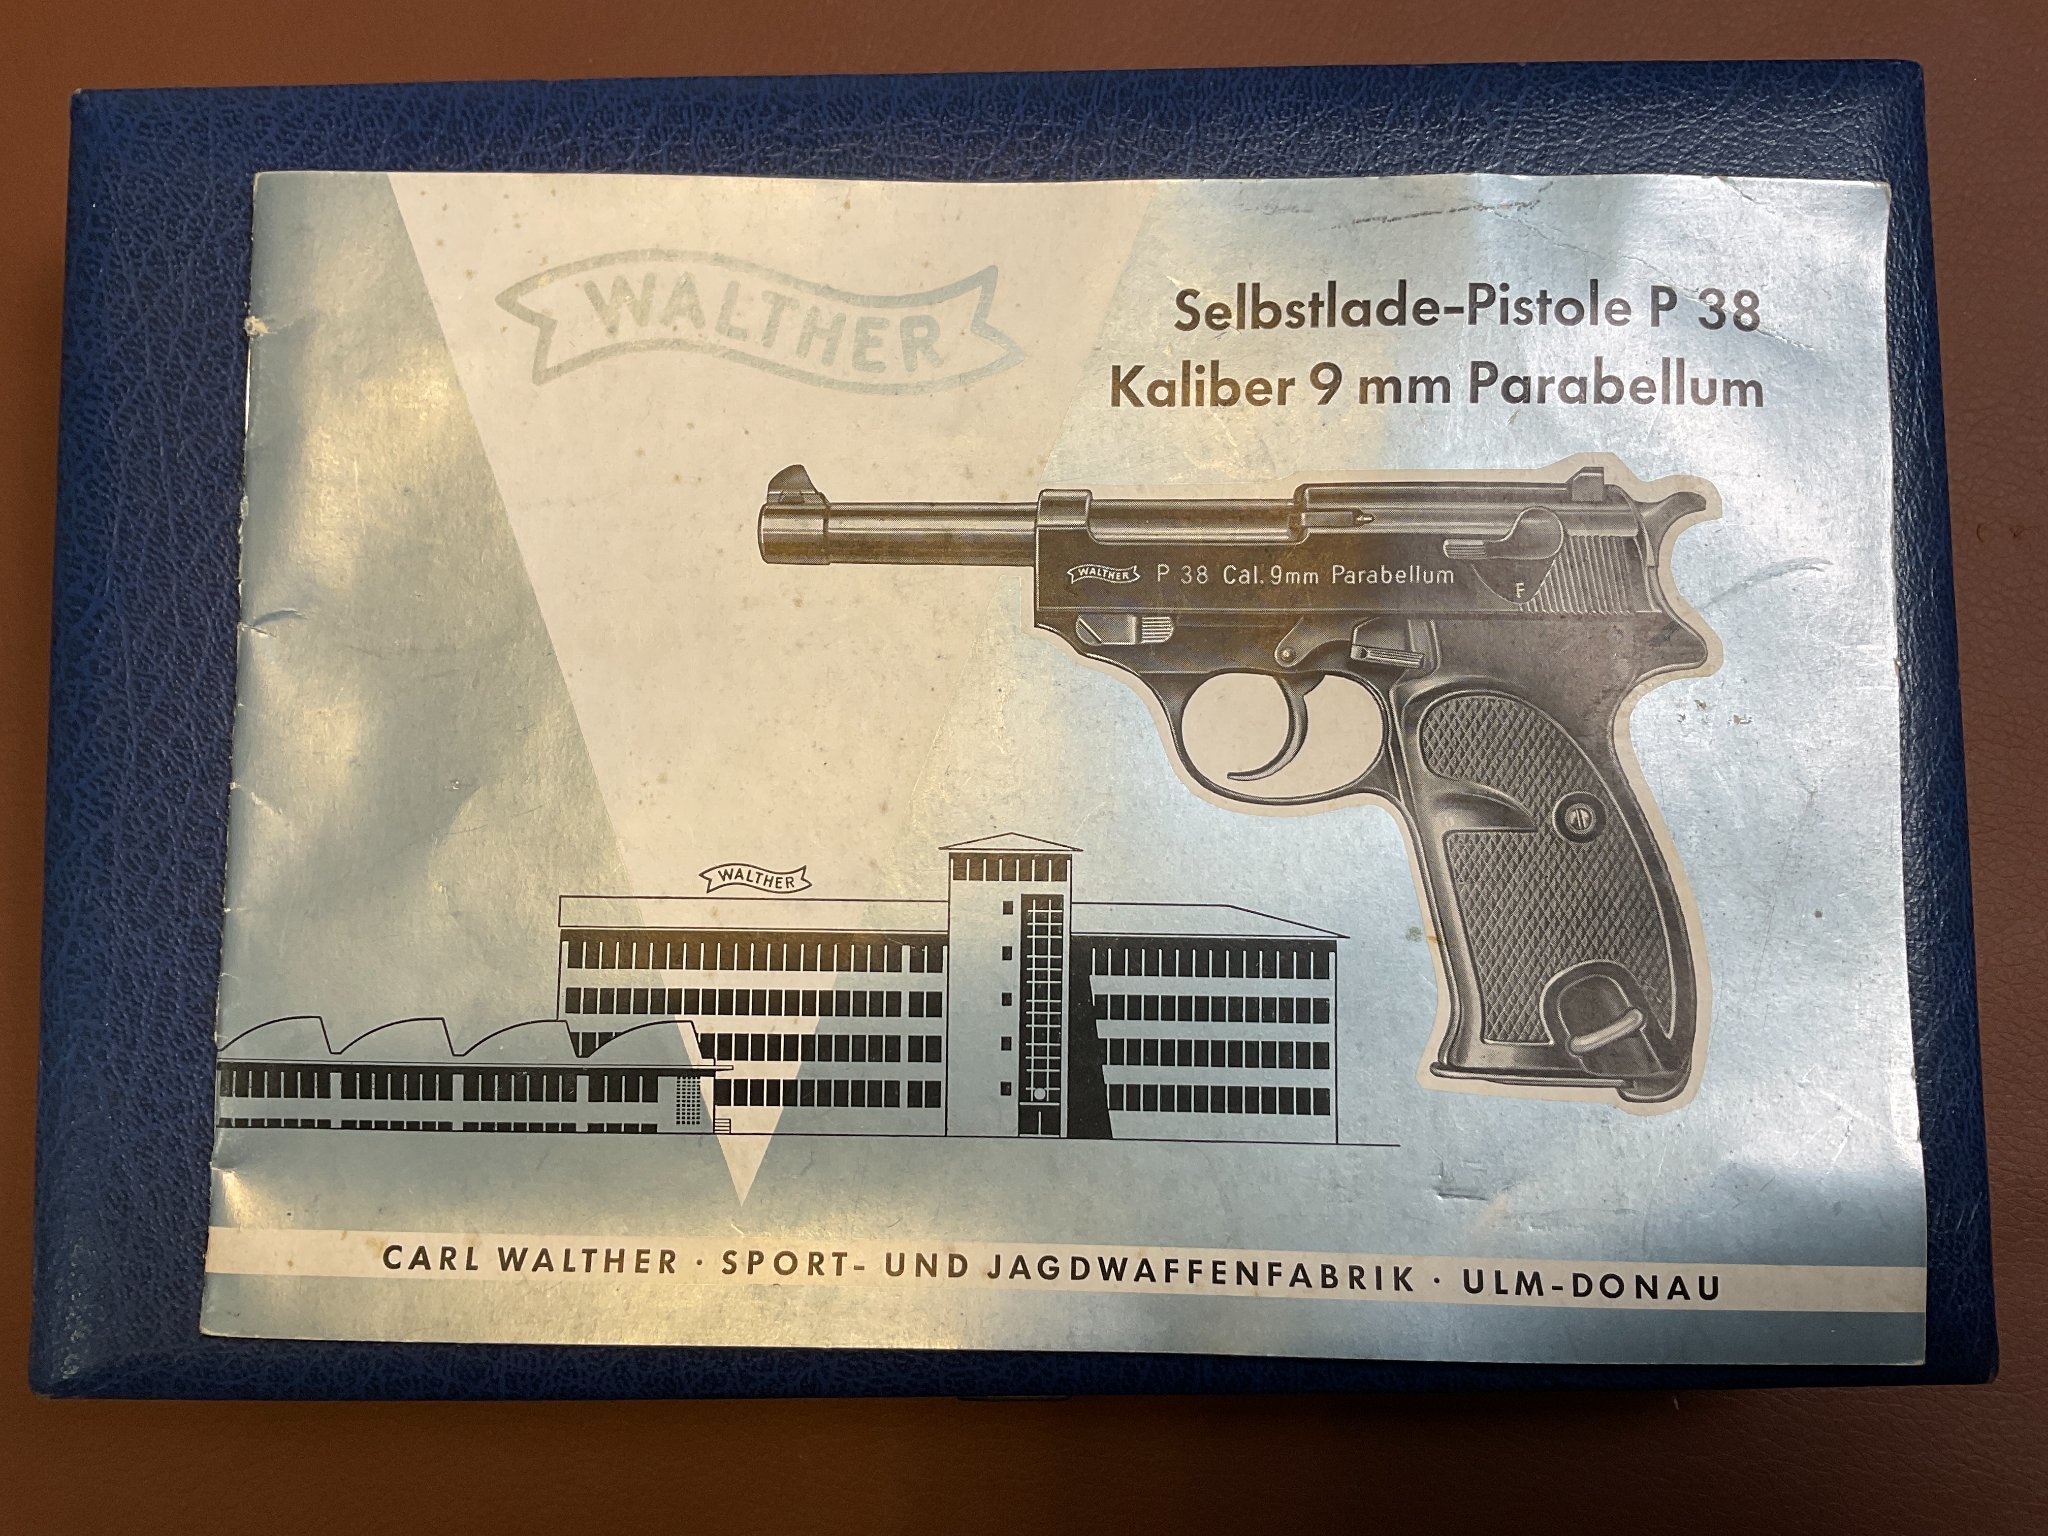 WALTHER
Selbstlade-Pistole P 38
Kaliber 9 mm Parabellum
WALTHER P 38 Cal. 9mm Parabellum
F
WALTHER
CARL WALTHER · SPORT- UND JAGDWAFFENFABRIK · ULM-DONAU